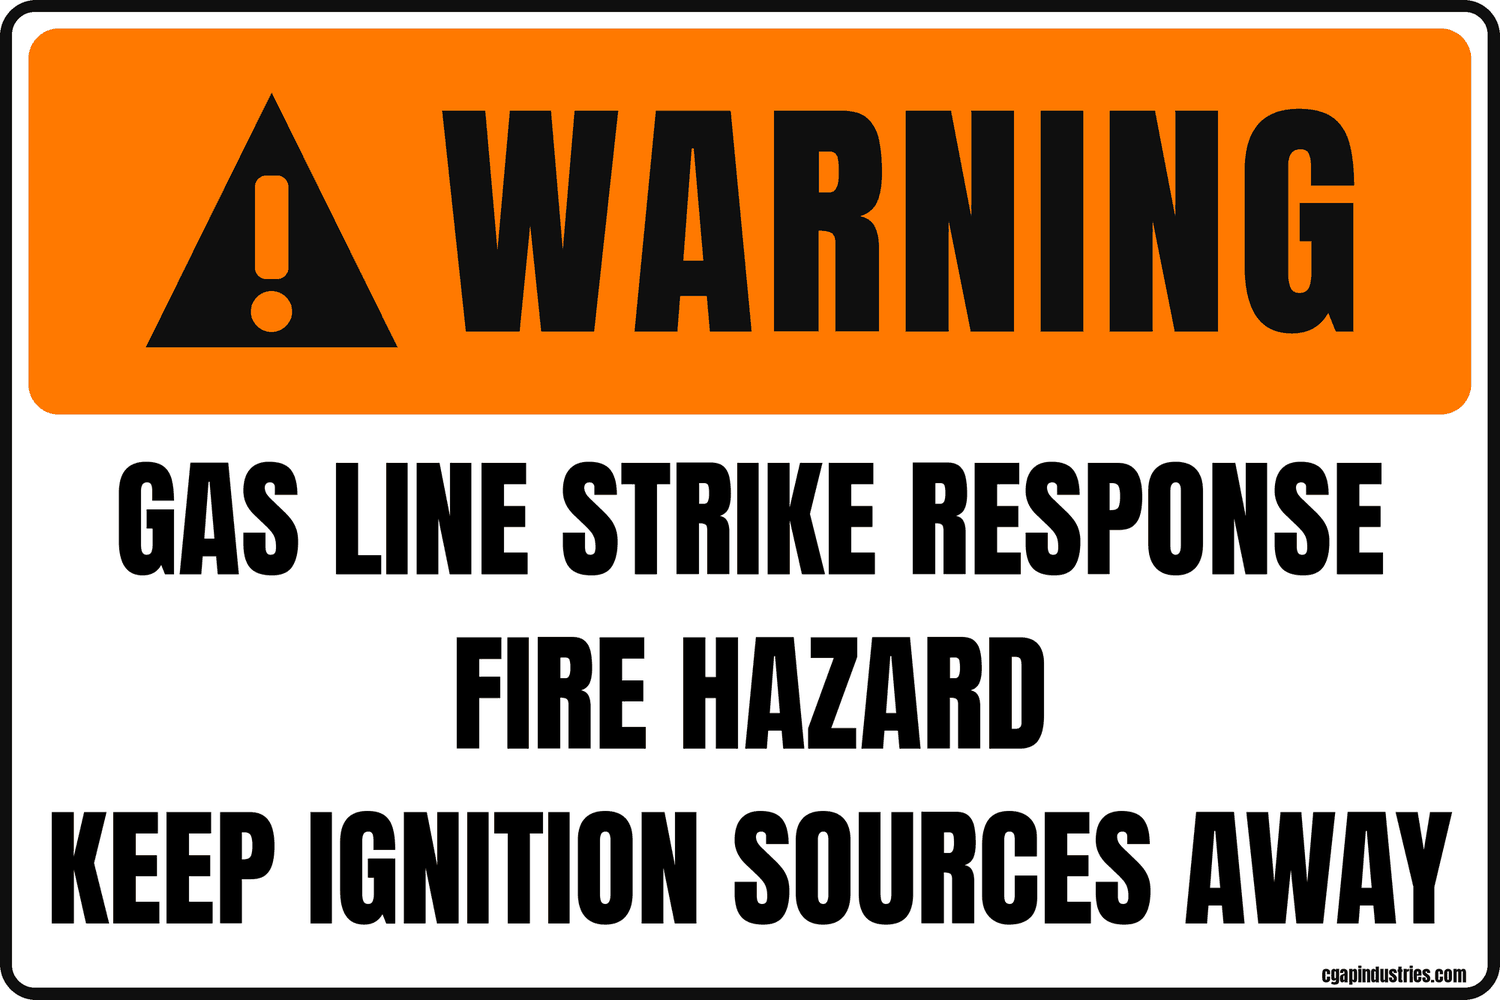 WARNING
GAS LINE STRIKE RESPONSE
FIRE HAZARD
KEEP IGNITION SOURCES AWAY
cgapindustries.com